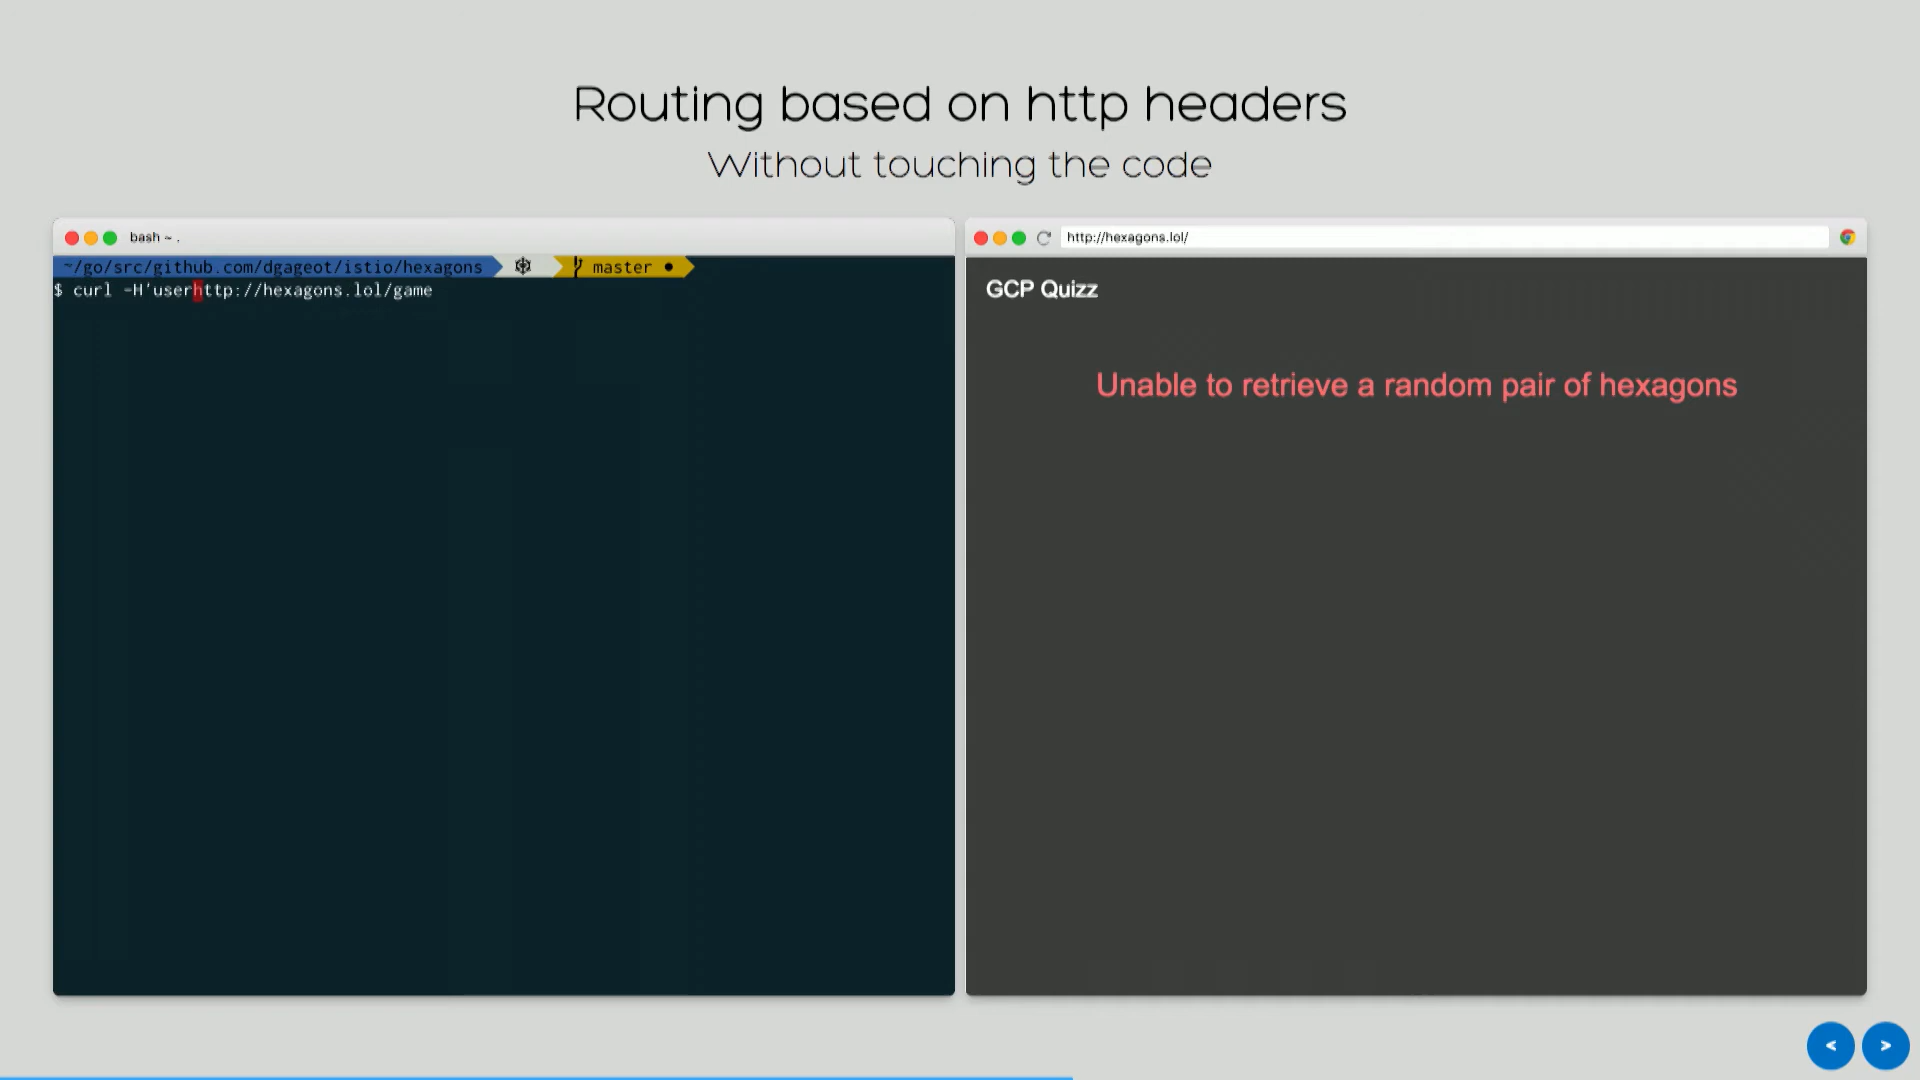 Routing based on http headers
Without touching the code
bash ~ .
~/go/src/github.com/dgageot/istio/hexagons master ●
$ curl -H'userhttp://hexagons.lol/game
http://hexagons.lol/
GCP Quizz
Unable to retrieve a random pair of hexagons
< >